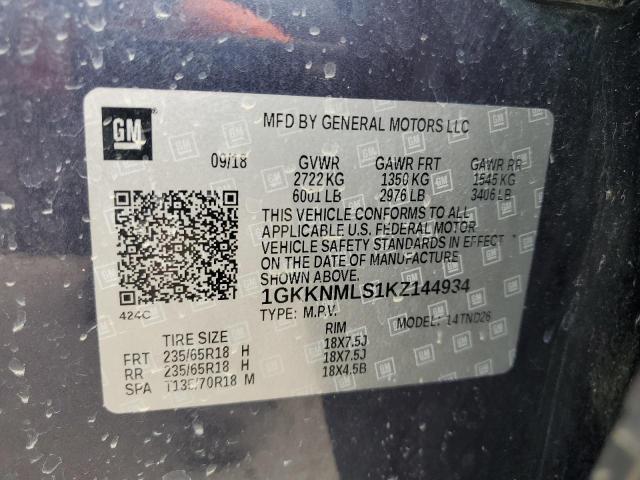 GM
MFD BY GENERAL MOTORS LLC
09/18 GVWR GAWR FRT GAWR RR
2722 KG 1350 KG 1545 KG
6001 LB 2976 LB 3406 LB
THIS VEHICLE CONFORMS TO ALL
APPLICABLE U.S. FEDERAL MOTOR
VEHICLE SAFETY STANDARDS IN EFFECT
ON THE DATE OF MANUFACTURE
SHOWN ABOVE.
1GKKNMLS1KZ144934
424C TYPE: M.P.V. MODEL: 14TND26
TIRE SIZE RIM
FRT 235/65R18 H 18X7.5J
RR 235/65R18 H 18X7.5J
SPA T135/70R18 M 18X4.5B